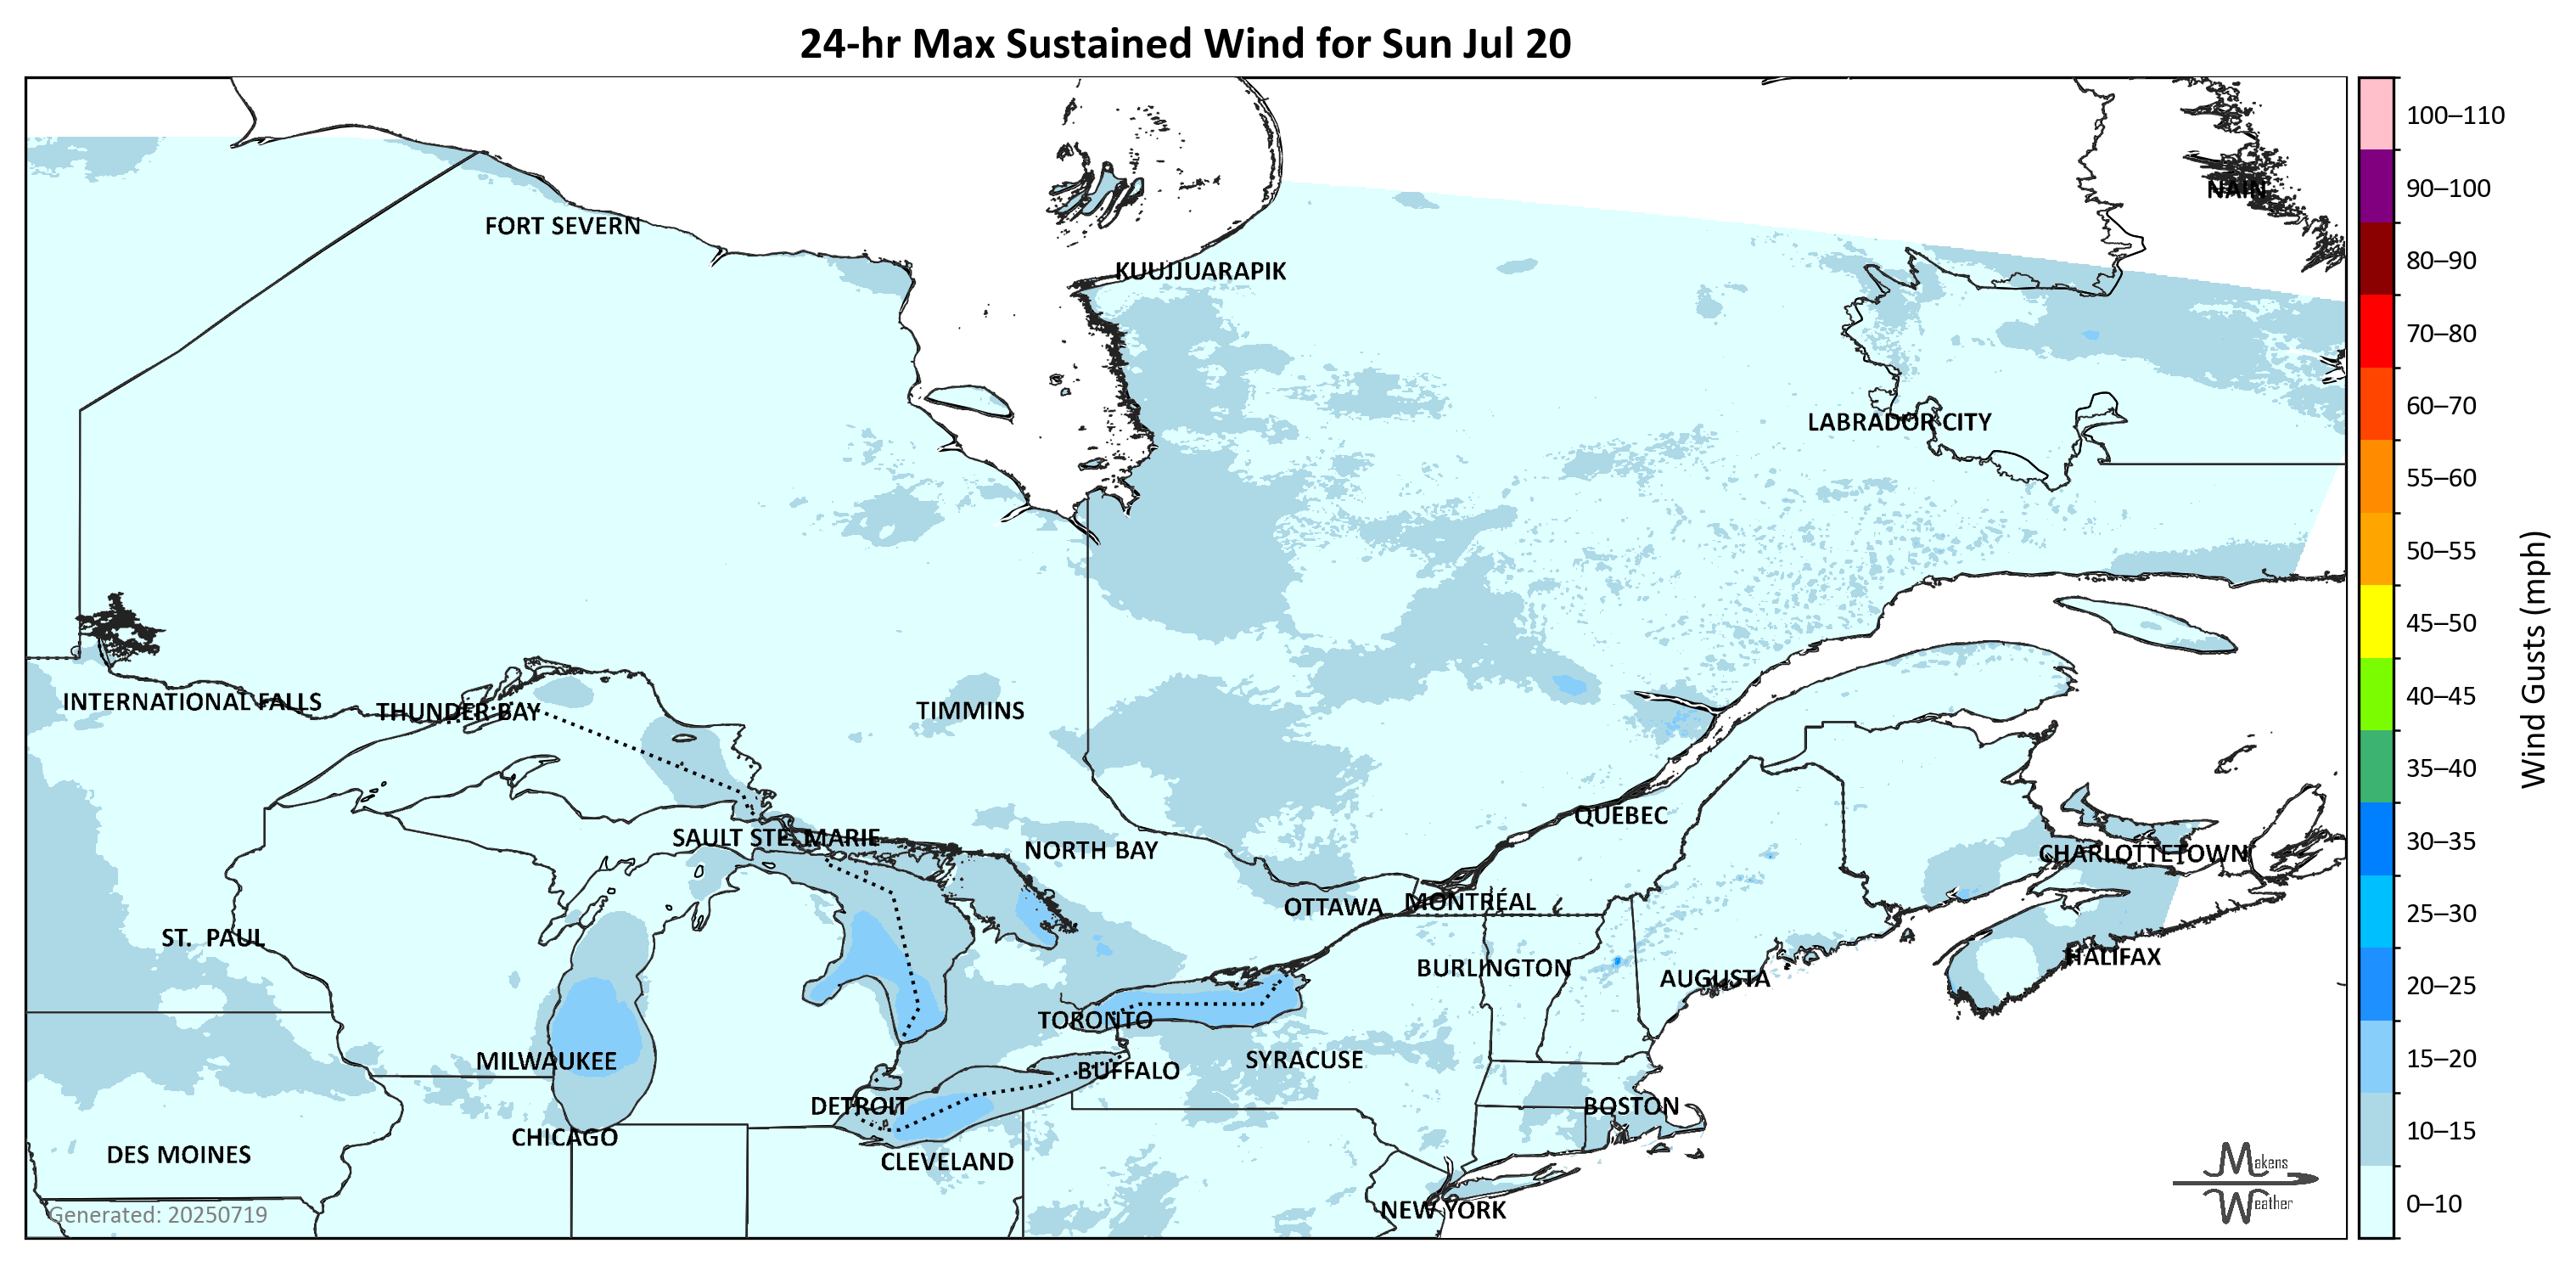 24-hr Max Sustained Wind for Sun Jul 20
100–110
90–100
NAIN
FORT SEVERN
80–90
KUUJJUARAPIK
70–80
60–70
LABRADOR CITY
55–60
50–55
45–50
INTERNATIONAL FALLS
THUNDER BAY
TIMMINS
40–45
Wind Gusts (mph)
35–40
QUÉBEC
SAULT STE. MARIE
NORTH BAY
CHARLOTTETOWN
30–35
OTTAWA
MONTRÉAL
25–30
ST. PAUL
BURLINGTON
AUGUSTA
HALIFAX
20–25
TORONTO
MILWAUKEE
BUFFALO
SYRACUSE
15–20
DETROIT
BOSTON
CHICAGO
DES MOINES
CLEVELAND
10–15
Makens
Weather
NEW YORK
Generated: 20250719
0–10